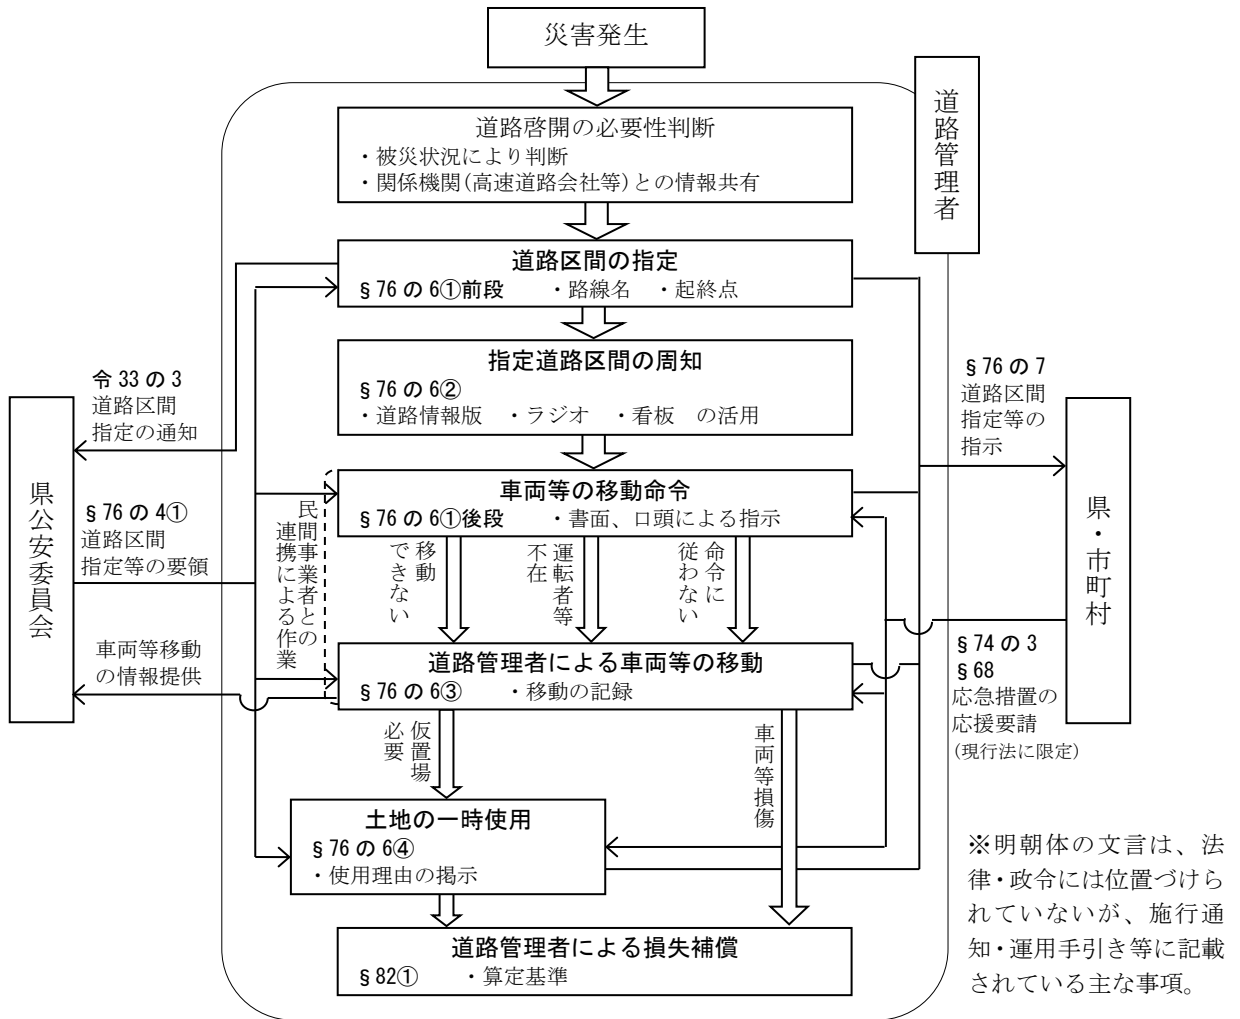 災害発生
道路管理者
道路啓開の必要性判断
・被災状況により判断
・関係機関(高速道路会社等)との情報共有
道路区間の指定
§76の6①前段　・路線名　・起終点
指定道路区間の周知
§76の6②
・道路情報版　・ラジオ　・看板　の活用
令33の3
道路区間
指定の通知
§76の7
道路区間
指定等の
指示
県公安委員会
県・市町村
車両等の移動命令
§76の6①後段　・書面、口頭による指示
§76の4①
道路区間
指定等の要領
民間事業者との
連携による作業
移動
できない
運転者等
不在
命令に
従わない
車両等移動
の情報提供
道路管理者による車両等の移動
§76の6③　・移動の記録
§74の3
§68
応急措置の
応援要請
(現行法に限定)
仮置場
必要
車両等損傷
土地の一時使用
§76の6④
・使用理由の掲示
道路管理者による損失補償
§82①　・算定基準
※明朝体の文言は、法
律・政令には位置づけら
れていないが、施行通
知・運用手引き等に記載
されている主な事項。